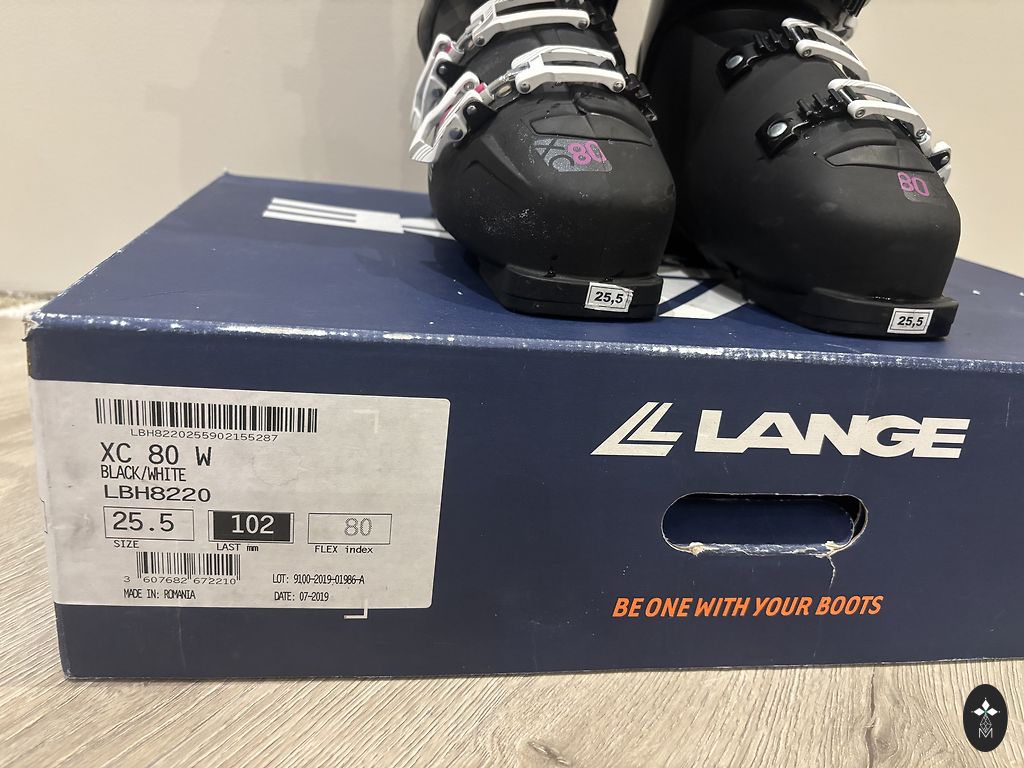 XC80
80
25,5
25,5
LBH8220255902155287
XC 80 W
BLACK/WHITE
LBH8220
25.5
102
80
SIZE
LAST mm
FLEX index
3 607682 672210
LOT: 9100-2019-01986-A
MADE IN: ROMANIA
DATE: 07-2019
LANGE
BE ONE WITH YOUR BOOTS
M